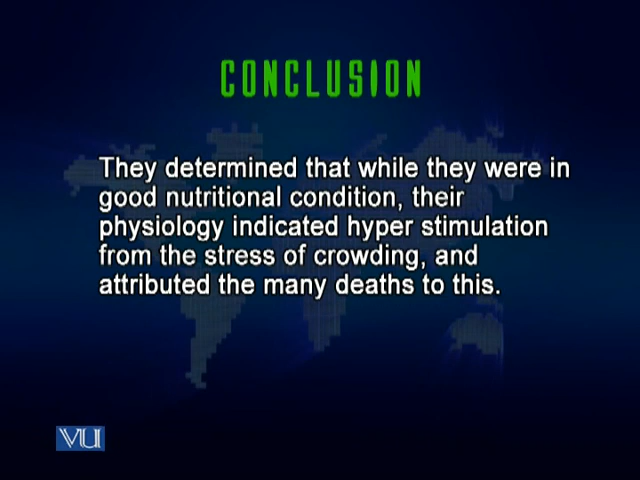 CONCLUSION
They determined that while they were in
good nutritional condition, their
physiology indicated hyper stimulation
from the stress of crowding, and
attributed the many deaths to this.
VU